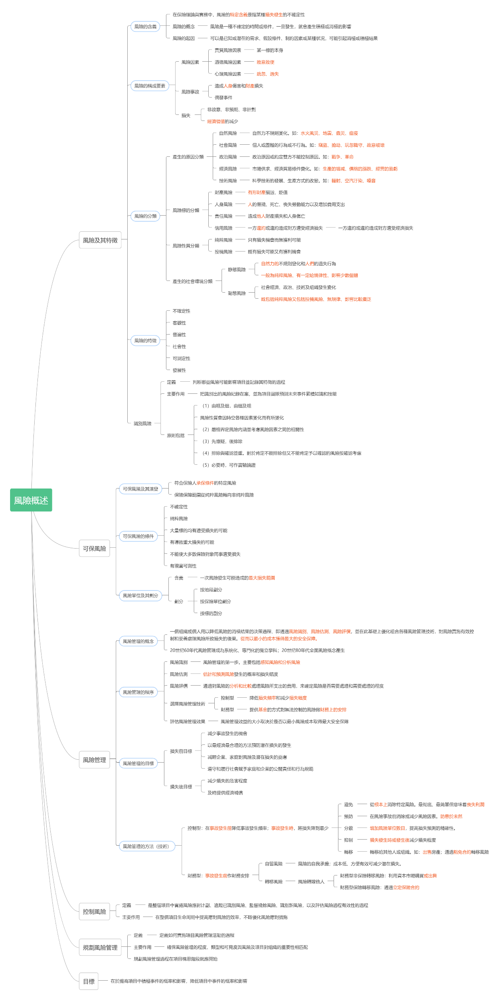 風險概述
風險及其特徵
風險的含義
在保險理論與實務中，風險的特定含義是指某種損失發生的不確定性
風險的概念
風險是一種不確定的時間或條件，一旦發生，就會產生積極或消極的影響
風險的起因
可以是已知或潛在的需求、假設條件、制約因素或某種狀況，可能引起消極或積極結果
風險的構成要素
風險因素
實質風險因素
某一標的本身
道德風險因素
故意致使
心理風險因素
疏忽、過失
風險事故
造成人身傷害和財產損失
偶發事件
損失
非故意、非預期、非計劃
經濟價值的减少
風險的分類
產生的原因分類
自然風險
自然力不規則變化。如：水火風災、地震、蟲災、瘟疫
社會風險
個人或團體的行為或不行為。如：竊盜、搶劫、玩忽職守、故意破壞
政治風險
政治原因或約定雙方不能控制原因。如：戰争、革命
經濟風險
市場供求、經濟貿易條件變化。如：生產的增减、價格的漲跌、經營的盈虧
技術風險
科學技術的發展、生產方式的改變。如：輻射、空汽汙染、噪音
風險標的分類
財產風險
有形財產損毀、貶值
人身風險
人的傷殘、死亡、喪失勞動能力以及增加費用支出
責任風險
造成他人財產損失和人身傷亡
信用風險
一方違約或違約造成對方遭受經濟損失
一方違約或違約造成對方遭受經濟損失
風險性質分類
純粹風險
只有損失機會而無獲利可能
投機風險
既有損失可能又有獲利機會
產生的社會環境分類
静態風險
自然力的不規則變化和人們的過失行為
一般為純粹風險、有一定給規律性、影響少數個體
動態風險
社會經濟、政治、技術及組織發生變化
既包括純粹風險又包括投機風險、無規律、影響比較廣泛
風險的特徵
不確定性
客觀性
普遍性
社會性
可測定性
發展性
識別風險
定義
判断哪些風險可能影響項目並記錄其特徵的過程
主要作用
把識別出的風險紀錄在案，並為項目團隊預測未來事件累積知識和技能
原則包括
（1）由粗及细，由细及粗
風險性質會因時空各種因素變化而有所變化
（2）嚴格界定風險内涵並考慮風險因素之間的相關性
（3）先懷疑，後排除
（4）排除與確認並重。對於肯定不能排除但又不能肯定予以確認的風險按確認考慮
（5）必要時，可作實驗論證
可保風險
可保風險及其演變
符合保險人承保條件的特定風險
保險保障範圍從純粹風險轉向非純粹風險
可保風險的條件
不確定性
純粹風險
大量標的均有遭受損失的可能
有導致重大損失的可能
不能使大多數保險對象同事遭受損失
有現實可測性
風險單位及其劃分
含義
一次風險發生可能造成的最大損失範圍
劃分
按地段劃分
按保險單位劃分
按標的劃分
風險管理
風險管理的概念
一個組織或個人用以降低風險的消極結果的决策過程、即通過風險識别、風險估測、風險評價，並在此基礎上優化組合各種風險管理技術，對風險實施有效控
制和妥善處理風險所致損失的後果。從而以最小的成本獲得最大的安全保障。
20世纪60年代風險管理成為系統化、專門化的獨立學科；20世紀80年代全面風險概念產生
風險管理的程序
風險識别
風險管理的第一步。主要包括感知風險和分析風險
風險估測
估計和預測風險發生的概率和損失幅度
風險評價
通過對風險的分析和比較處理風險所支出的費用，来確定風險是否需要處理和需要處理的程度
選擇風險管理技術
控制型
降低損失頻率和减少損失幅度
財務型
提供基金的方式對無法控制的風險做財務上的安排
評估風險管理效果
風險管理效益的大小取决於是否以最小風險成本取得最大安全保障
風險管理的目標
損失前目標
减少事故發生的機會
以最經濟最合理的方法預防潜在損失的發生
减輕企業、家庭對風險及潜在損失的憂慮
遵守和履行社會賦予家庭和企業的公關責任和行為規範
損失後目標
减少損失的危害程度
及時提供經濟補償
風險管理的方法（技術）
控制型：在事故發生前降低事故發生頻率；事故發生時，將損失降到最少
避免
從根本上消除特定風險。最彻底、最简單但意味着喪失利潤
預防
在風險事故前消除或减少風險因素。防患於未然
分散
增加風險單位數目，提高損失預測的精確性。
抑制
損失發生時或發生後减少損失程度
轉移
轉移給其他人或組織。如：出售房產；通過豁免合約轉移風險
財務型：事故發生前作財務安排
自留風險
風險的自我承擔；成本低、方便有效可减少潜在損失。
轉移風險
風險轉嫁他人
財務型非保險轉移風險：利用資本市場購買或出售
財務型保險轉移風險：通過立定保險合約
控制風險
定義
是整個項目中實施風險應對计劃、追蹤已識别風險、監督殘餘風險、識別新風險，以及評估風險過程有效性的過程
主要作用
在整個項目生命周期中提高應對風險的效率，不斷優化風險應對措施
規劃風險管理
定義
定義如何實施項目風險管理活動的過程
主要作用
確保風險管理的程度、類型和可見度與風險及項目對組織的重要性相匹配
規劃風險管理過程在項目構思階段就應開始
目標
在於提高項目中積極事件的概率和影響，降低項目中事件的概率和影響